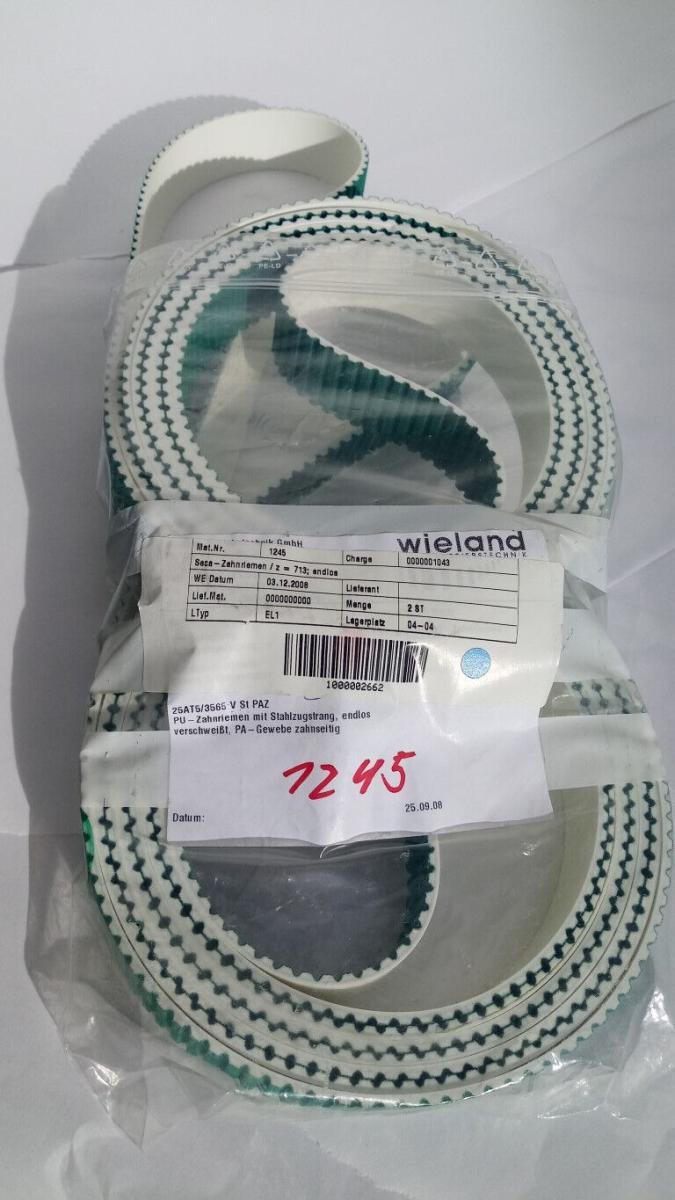 PE-LD
GmbH
wieland
Mat.Nr. 1245 Charge 0000001043
Seca-Zahnriemen / z = 713; endlos
WE Datum 03.12.2008 Lieferant
Lief.Mat. 0000000000 Menge 2 ST
LTyp EL1 Lagerplatz 04-04
1000002662
25AT5/3565 V St PAZ
PU-Zahnriemen mit Stahlzugstrang, endlos
verschweißt, PA-Gewebe zahnseitig
1245
Datum: 25.09.08